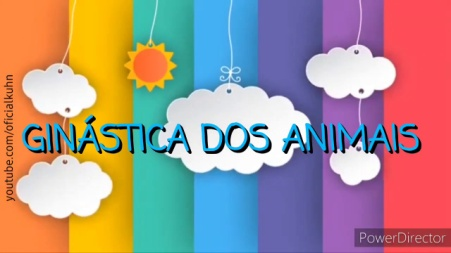 youtube.com/oficialkuhn
GINÁSTICA DOS ANIMAIS
PowerDirector